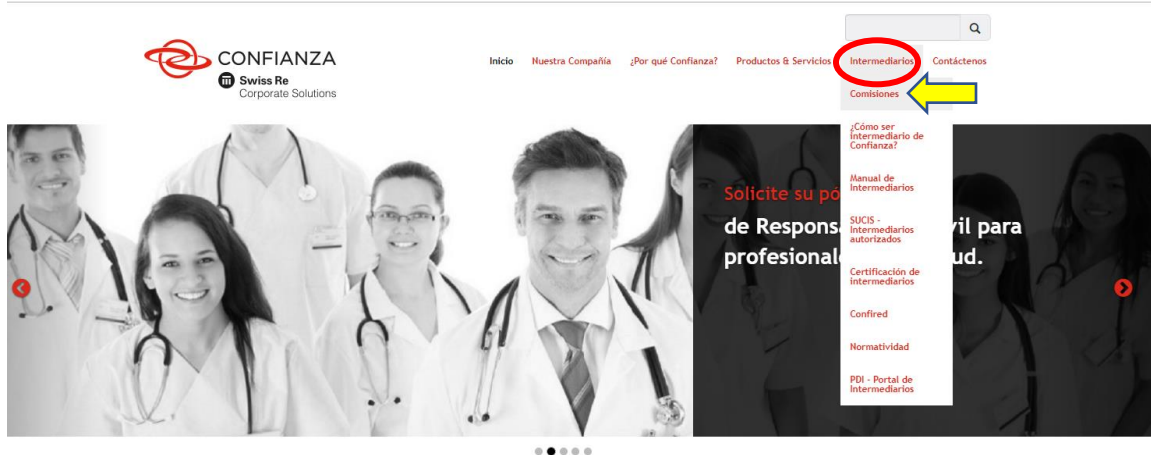 CONFIANZA
Swiss Re
Corporate Solutions
Inicio Nuestra Compañía ¿Por qué Confianza? Productos & Servicios Intermediarios Contáctenos
Comisiones
¿Cómo ser
intermediario de
Confianza?
Manual de
Intermediarios
SUCIS -
Intermediarios
autorizados
Certificación de
intermediarios
Confired
Normatividad
PDI - Portal de
Intermediarios
Solicite su pó
de Responsa vil para
profesional ud.